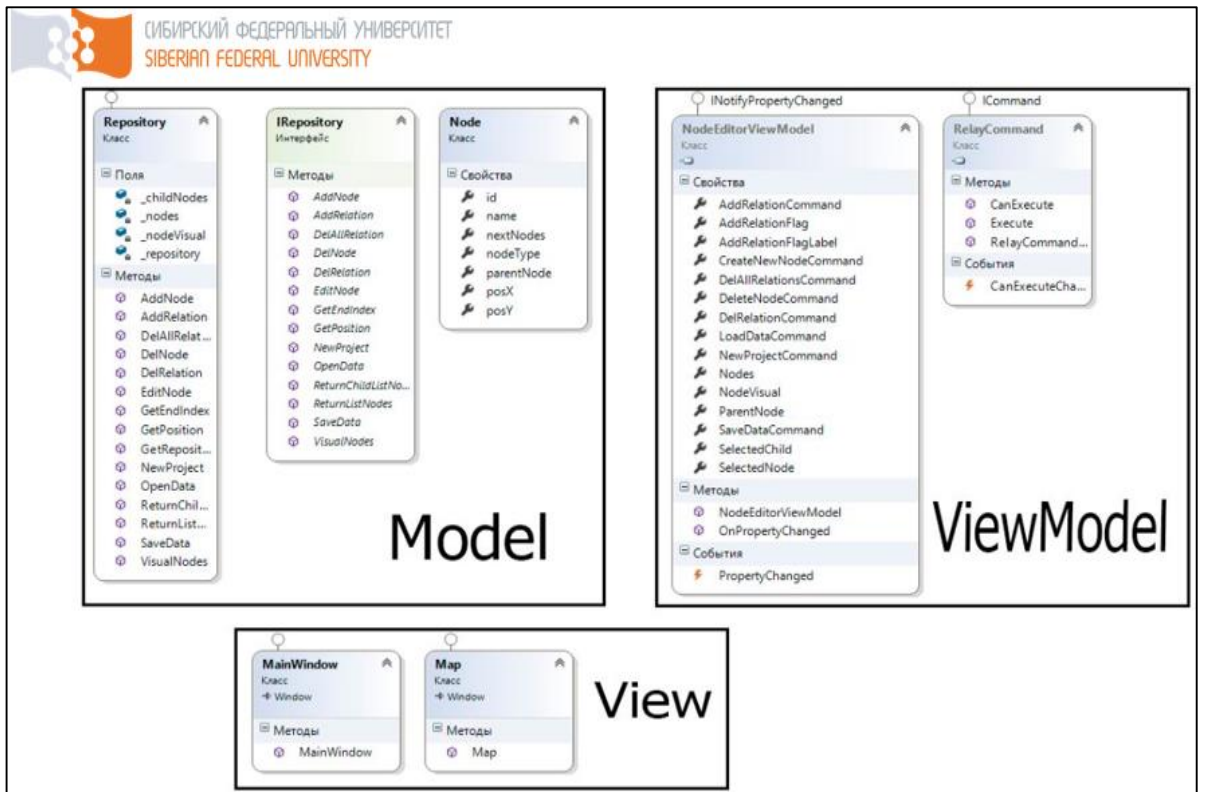 СИБИРСКИЙ ФЕДЕРАЛЬНЫЙ УНИВЕРСИТЕТ
SIBERIAN FEDERAL UNIVERSITY
Repository
Класс
Поля
_childNodes
_nodes
_nodeVisual
_repository
Методы
AddNode
AddRelation
DelAllRelat...
DelNode
DelRelation
EditNode
GetEndIndex
GetPosition
GetReposit...
NewProject
OpenData
ReturnChil...
ReturnList...
SaveData
VisualNodes
IRepository
Интерфейс
Методы
AddNode
AddRelation
DelAllRelation
DelNode
DelRelation
EditNode
GetEndIndex
GetPosition
NewProject
OpenData
ReturnChildListNo...
ReturnListNodes
SaveData
VisualNodes
Node
Класс
Свойства
id
name
nextNodes
nodeType
parentNode
posX
posY
Model
INotifyPropertyChanged
NodeEditorViewModel
Класс
Свойства
AddRelationCommand
AddRelationFlag
AddRelationFlagLabel
CreateNewNodeCommand
DelAllRelationsCommand
DeleteNodeCommand
DelRelationCommand
LoadDataCommand
NewProjectCommand
Nodes
NodeVisual
ParentNode
SaveDataCommand
SelectedChild
SelectedNode
Методы
NodeEditorViewModel
OnPropertyChanged
События
PropertyChanged
ICommand
RelayCommand
Класс
Методы
CanExecute
Execute
RelayCommand...
События
CanExecuteCha...
ViewModel
MainWindow
Класс
Window
Методы
MainWindow
Map
Класс
Window
Методы
Map
View